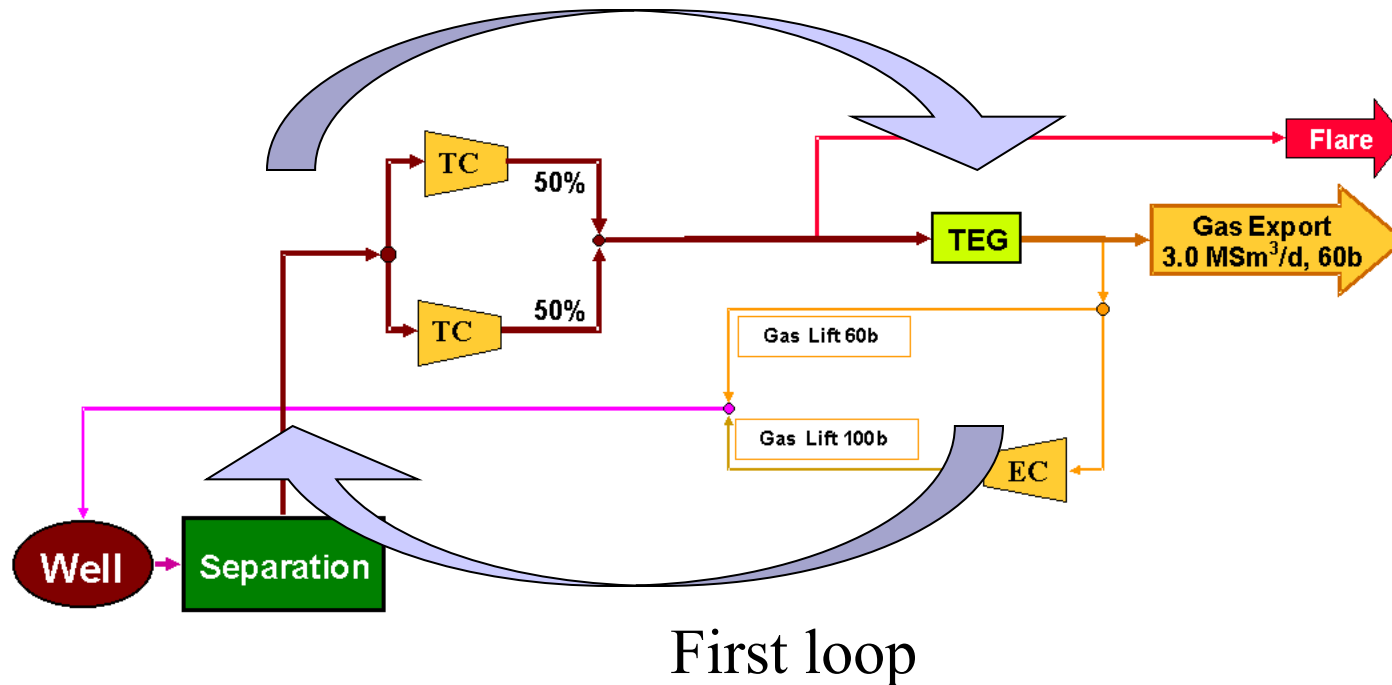 TC
50%
Flare
TEG
Gas Export
3.0 MSm³/d, 60b
TC
50%
Gas Lift 60b
Gas Lift 100b
EC
Well
Separation
First loop